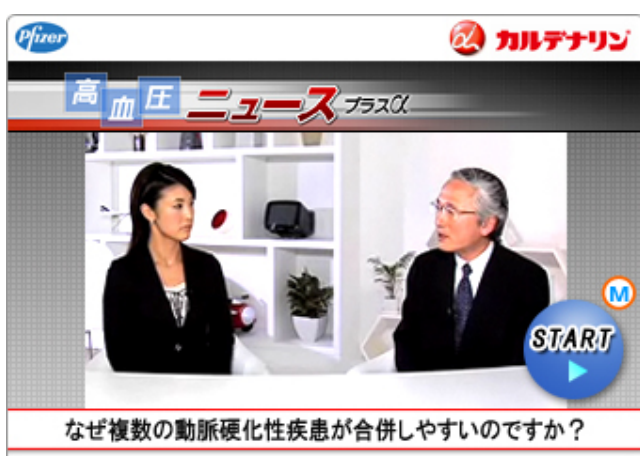 Pfizer
α カルデナリン
高血圧ニュースプラスα
M
START
なぜ複数の動脈硬化性疾患が合併しやすいのですか？